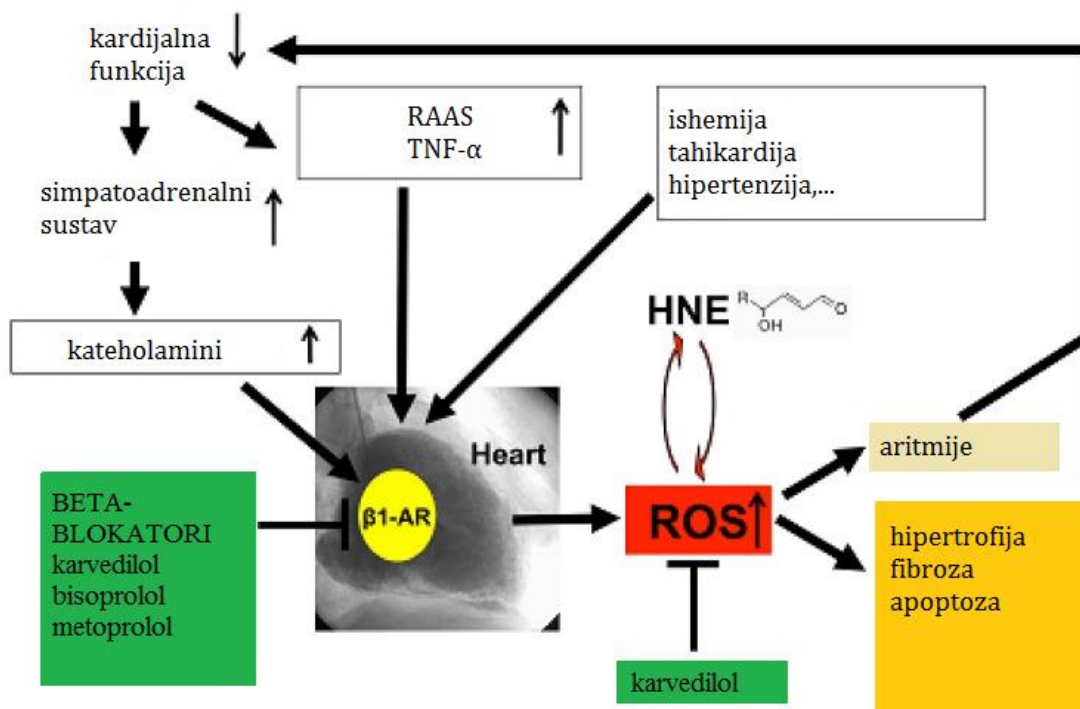 kardijalna ↓
funkcija
RAAS ↑
TNF-α
ishemija
tahikardija
hipertenzija,...
simpatoadrenalni ↑
sustav
kateholamini ↑
HNE
R
OH
O
Heart
β1-AR
BETA-
BLOKATORI
karvedilol
bisoprolol
metoprolol
ROS↑
aritmije
hipertrofija
fibroza
apoptoza
karvedilol